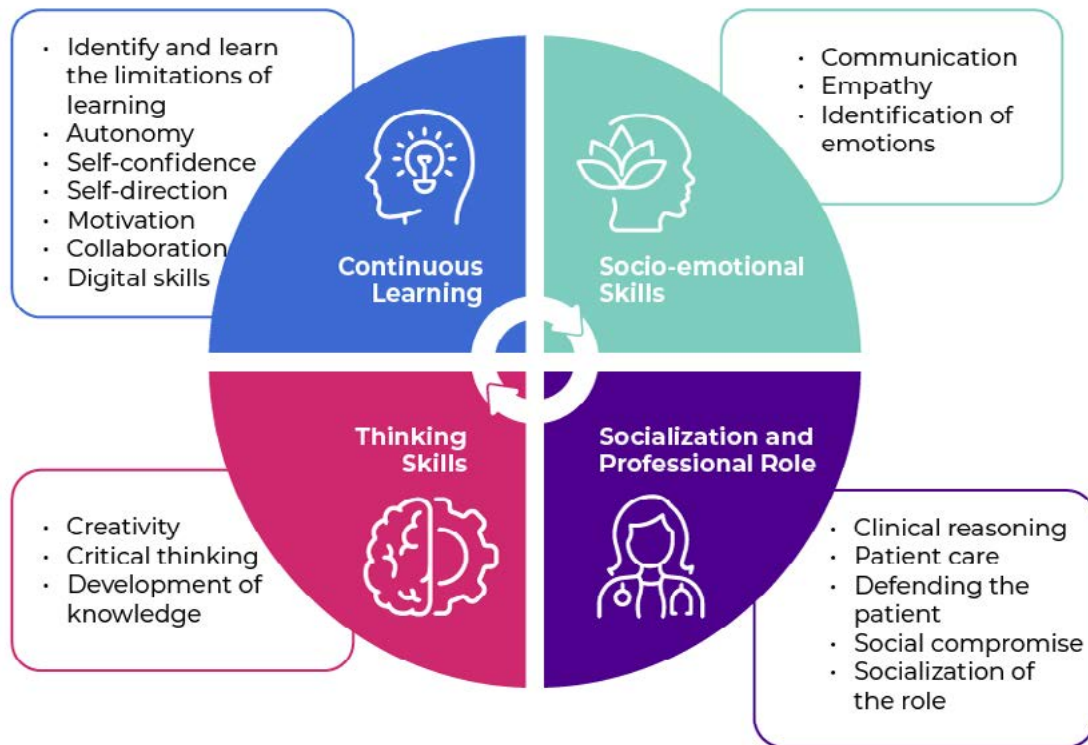 · Identify and learn
the limitations of
learning
· Autonomy
· Self-confidence
· Self-direction
· Motivation
· Collaboration
· Digital skills
Continuous
Learning
· Communication
· Empathy
· Identification of
emotions
Socio-emotional
Skills
Thinking
Skills
· Creativity
· Critical thinking
· Development of
knowledge
Socialization and
Professional Role
· Clinical reasoning
· Patient care
· Defending the
patient
· Social compromise
· Socialization of
the role